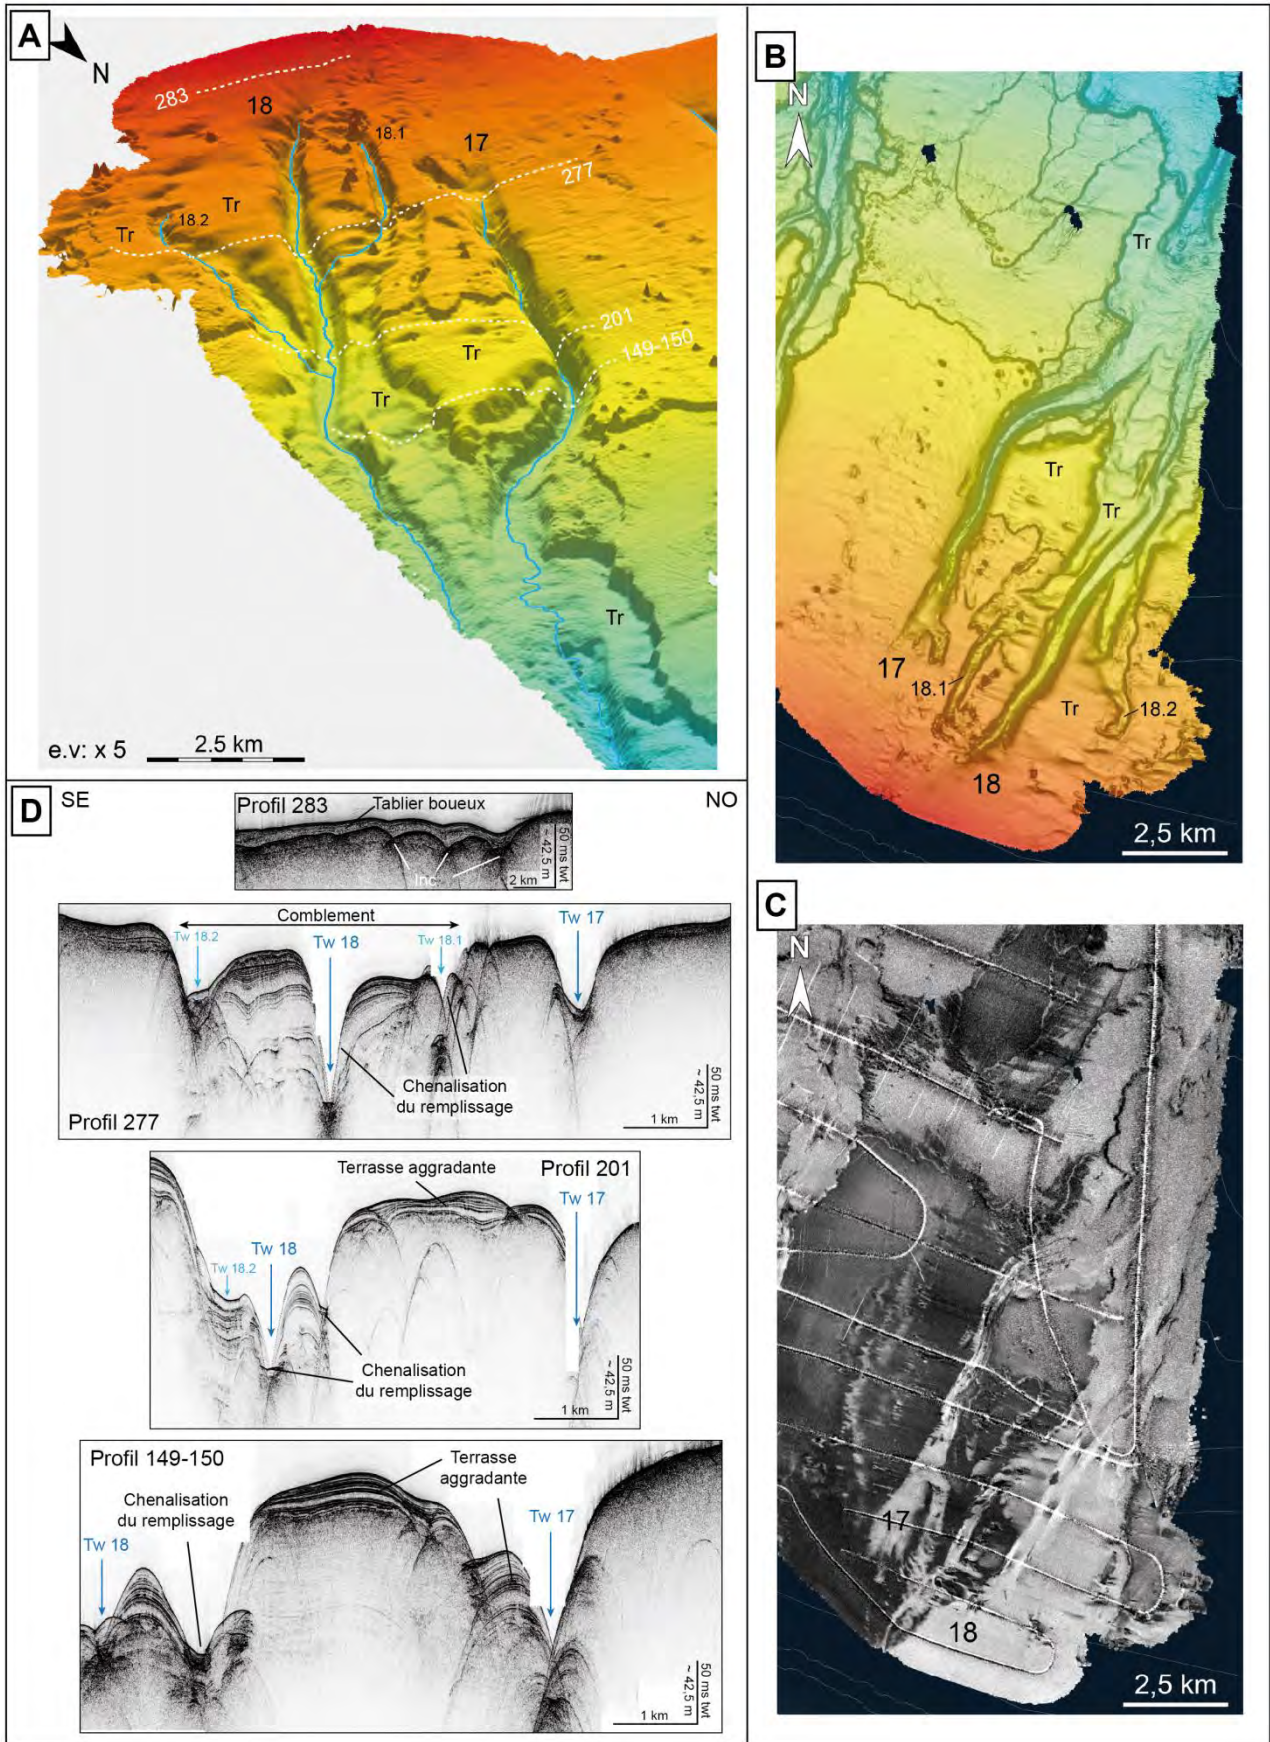 A
N
283
18
18.1
17
277
18.2
Tr
Tr
201
149-150
Tr
Tr
Tr
e.v: x 5
2.5 km
B
N
Tr
Tr
Tr
17
18.1
Tr
18.2
18
2,5 km
C
N
17
18
2,5 km
D
SE
NO
Profil 283
Tablier boueux
Inc.
2 km
50 ms twt
~ 42,5 m
Comblement
Tw 18.2
Tw 18
Tw 18.1
Tw 17
Chenalisation
du remplissage
Profil 277
1 km
50 ms twt
~ 42,5 m
Terrasse aggradante
Profil 201
Tw 17
Tw 18
Tw 18.2
Chenalisation
du remplissage
1 km
50 ms twt
~ 42,5 m
Profil 149-150
Terrasse
aggradante
Chenalisation
du remplissage
Tw 17
Tw 18
1 km
50 ms twt
~ 42,5 m